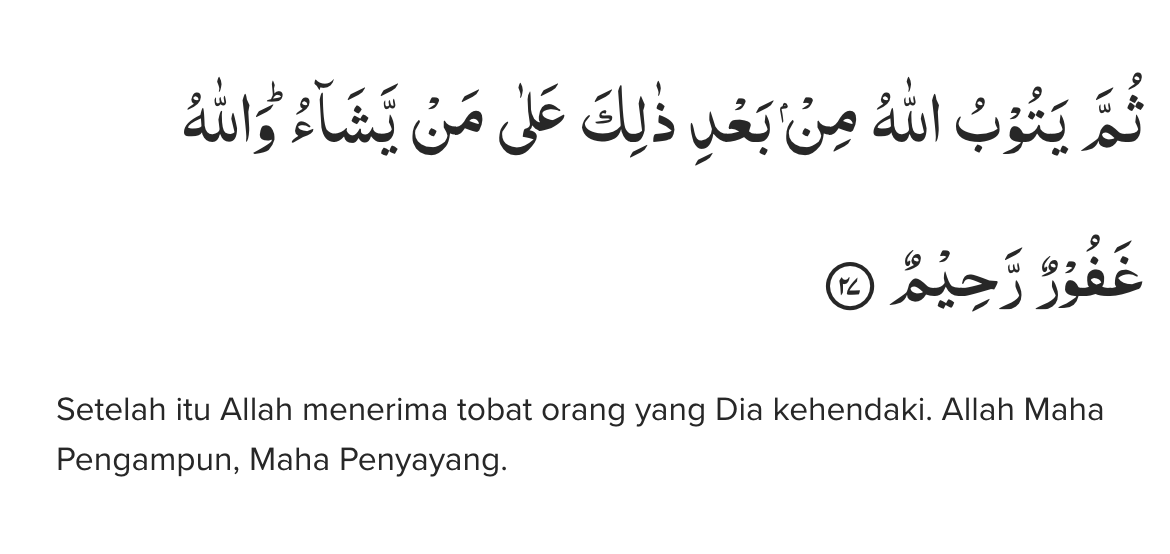 ثُمَّ يَتُوْبُ اللّٰهُ مِنْۢ بَعْدِ ذٰلِكَ عَلٰى مَنْ يَّشَاۤءُۗ وَاللّٰهُ
غَفُوْرٌ رَّحِيْمٌ ٢٧
Setelah itu Allah menerima tobat orang yang Dia kehendaki. Allah Maha
Pengampun, Maha Penyayang.